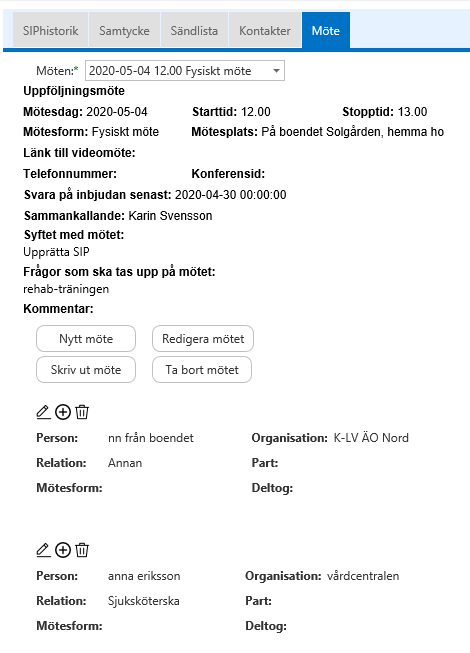 SIPhistorik Samtycke Sändlista Kontakter Möte
Möten:* 2020-05-04 12.00 Fysiskt möte
Uppföljningsmöte
Mötesdag: 2020-05-04 Starttid: 12.00 Stopptid: 13.00
Mötesform: Fysiskt möte Mötesplats: På boendet Solgården, hemma ho
Länk till videomöte:
Telefonnummer: Konferensid:
Svara på inbjudan senast: 2020-04-30 00:00:00
Sammankallande: Karin Svensson
Syftet med mötet:
Upprätta SIP
Frågor som ska tas upp på mötet:
rehab-träningen
Kommentar:
Nytt möte Redigera mötet
Skriv ut möte Ta bort mötet
Person: nn från boendet Organisation: K-LV ÄO Nord
Relation: Annan Part:
Mötesform: Deltog:
Person: anna eriksson Organisation: vårdcentralen
Relation: Sjuksköterska Part:
Mötesform: Deltog: